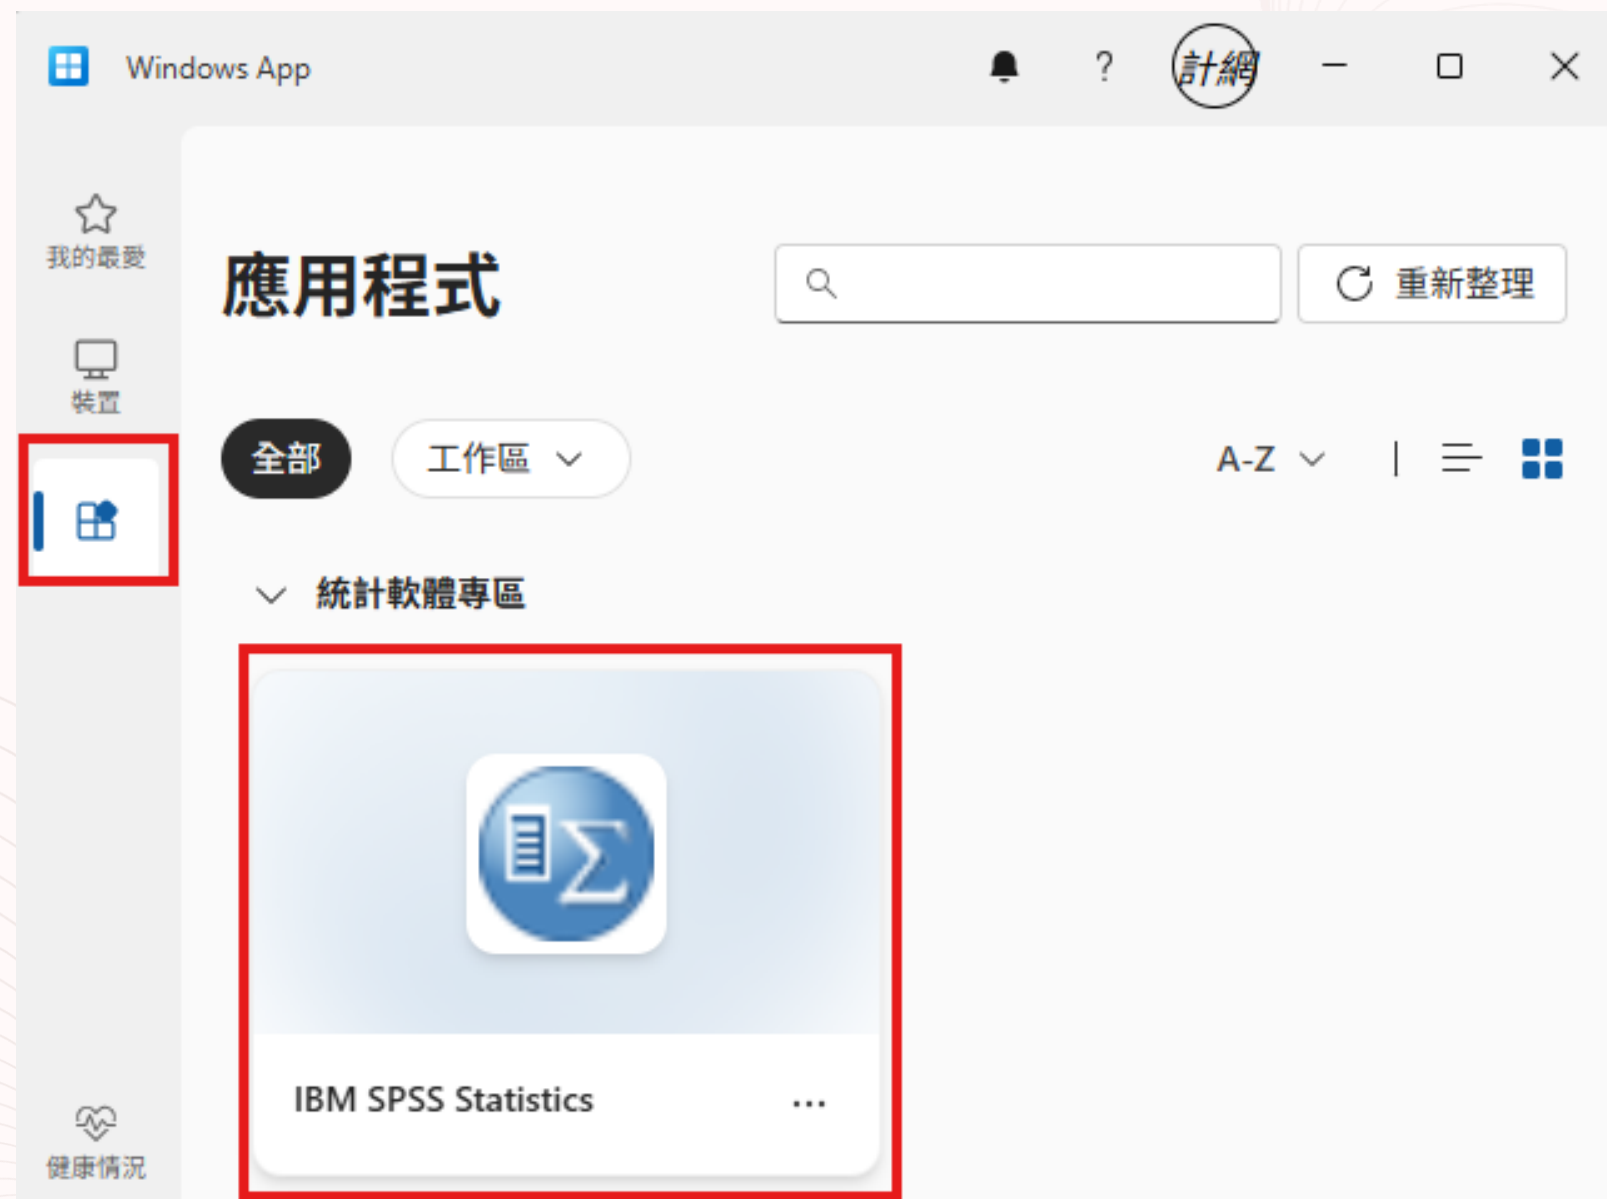 Windows App
?
計網
我的最愛
應用程式
重新整理
裝置
全部
工作區
A-Z
統計軟體專區
IBM SPSS Statistics
...
健康情況